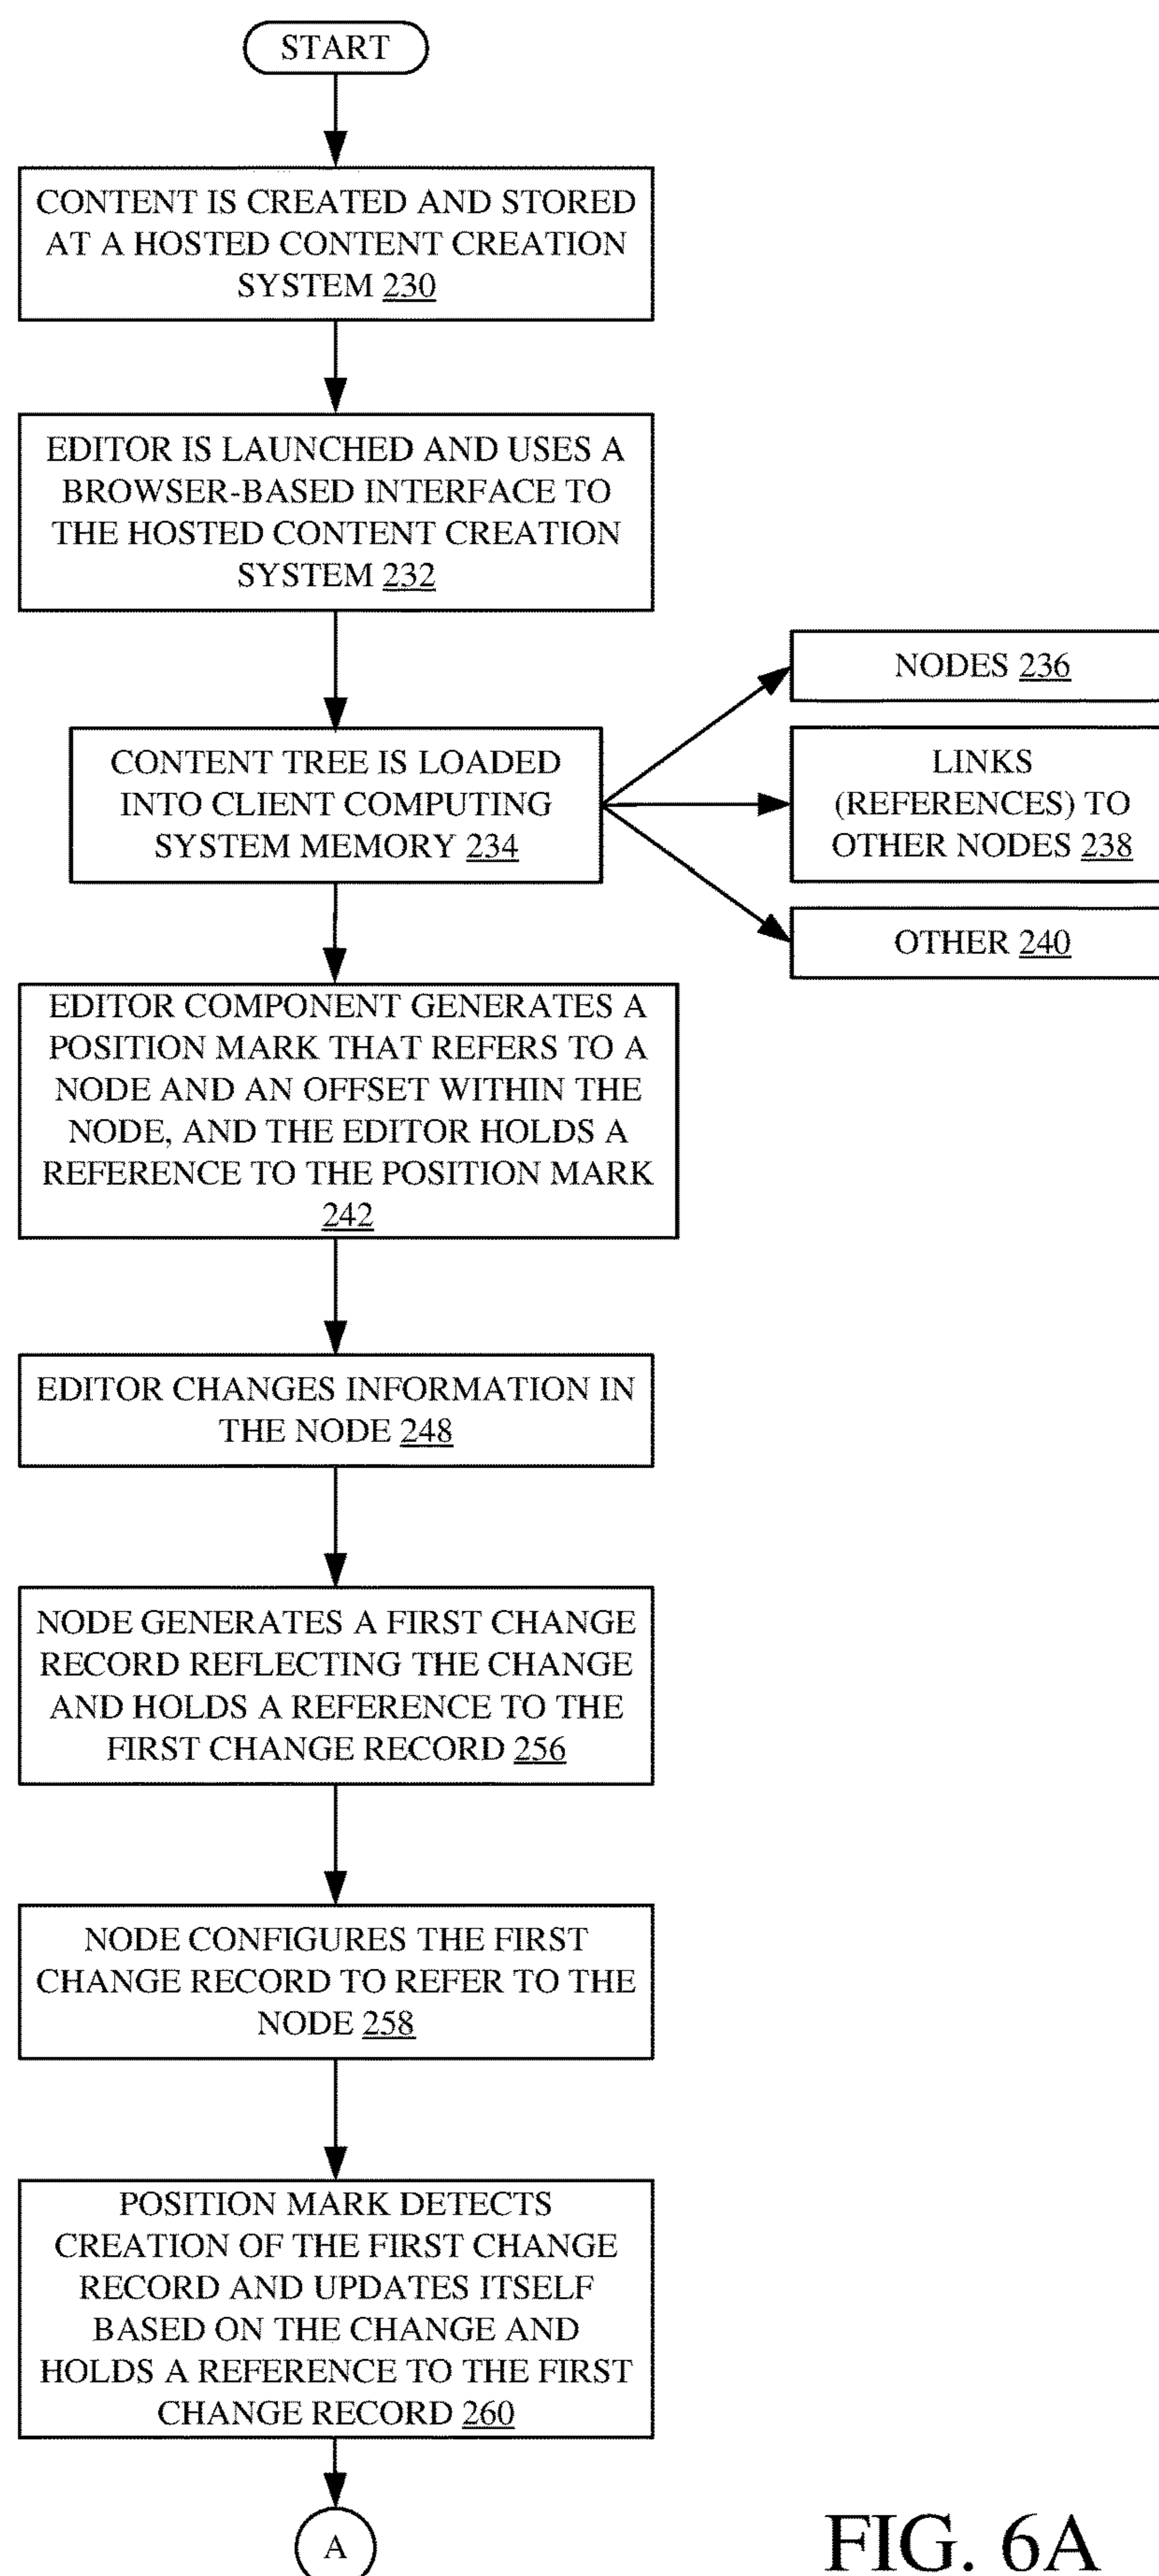 START
CONTENT IS CREATED AND STORED
AT A HOSTED CONTENT CREATION
SYSTEM 230
EDITOR IS LAUNCHED AND USES A
BROWSER-BASED INTERFACE TO
THE HOSTED CONTENT CREATION
SYSTEM 232
CONTENT TREE IS LOADED
INTO CLIENT COMPUTING
SYSTEM MEMORY 234
NODES 236
LINKS
(REFERENCES) TO
OTHER NODES 238
OTHER 240
EDITOR COMPONENT GENERATES A
POSITION MARK THAT REFERS TO A
NODE AND AN OFFSET WITHIN THE
NODE, AND THE EDITOR HOLDS A
REFERENCE TO THE POSITION MARK
242
EDITOR CHANGES INFORMATION IN
THE NODE 248
NODE GENERATES A FIRST CHANGE
RECORD REFLECTING THE CHANGE
AND HOLDS A REFERENCE TO THE
FIRST CHANGE RECORD 256
NODE CONFIGURES THE FIRST
CHANGE RECORD TO REFER TO THE
NODE 258
POSITION MARK DETECTS
CREATION OF THE FIRST CHANGE
RECORD AND UPDATES ITSELF
BASED ON THE CHANGE AND
HOLDS A REFERENCE TO THE FIRST
CHANGE RECORD 260
A
FIG. 6A